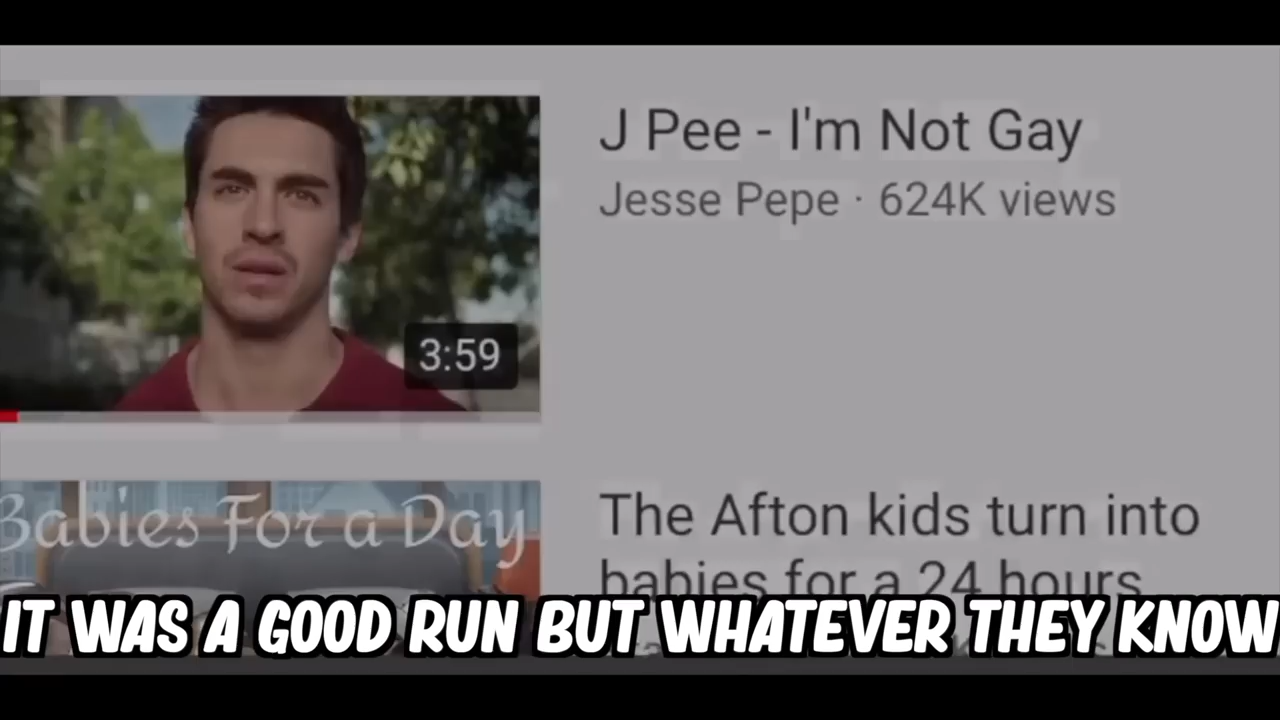 J Pee - I'm Not Gay
Jesse Pepe · 624K views
3:59
Babies For a Day
The Afton kids turn into
babies for a 24 hours
IT WAS A GOOD RUN BUT WHATEVER THEY KNOW